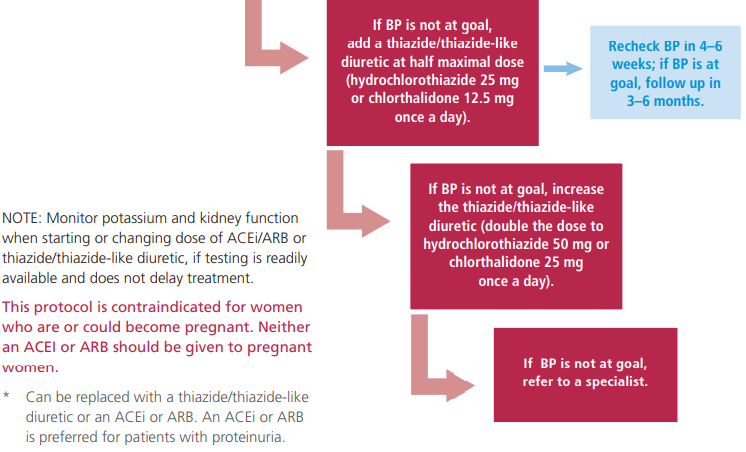 If BP is not at goal,
add a thiazide/thiazide-like
diuretic at half maximal dose
(hydrochlorothiazide 25 mg
or chlorthalidone 12.5 mg
once a day).
Recheck BP in 4–6
weeks; if BP is at
goal, follow up in
3–6 months.
If BP is not at goal, increase
the thiazide/thiazide-like
diuretic (double the dose to
hydrochlorothiazide 50 mg or
chlorthalidone 25 mg
once a day).
If BP is not at goal,
refer to a specialist.
NOTE: Monitor potassium and kidney function
when starting or changing dose of ACEi/ARB or
thiazide/thiazide-like diuretic, if testing is readily
available and does not delay treatment.
This protocol is contraindicated for women
who are or could become pregnant. Neither
an ACEI or ARB should be given to pregnant
women.
* Can be replaced with a thiazide/thiazide-like
diuretic or an ACEi or ARB. An ACEi or ARB
is preferred for patients with proteinuria.